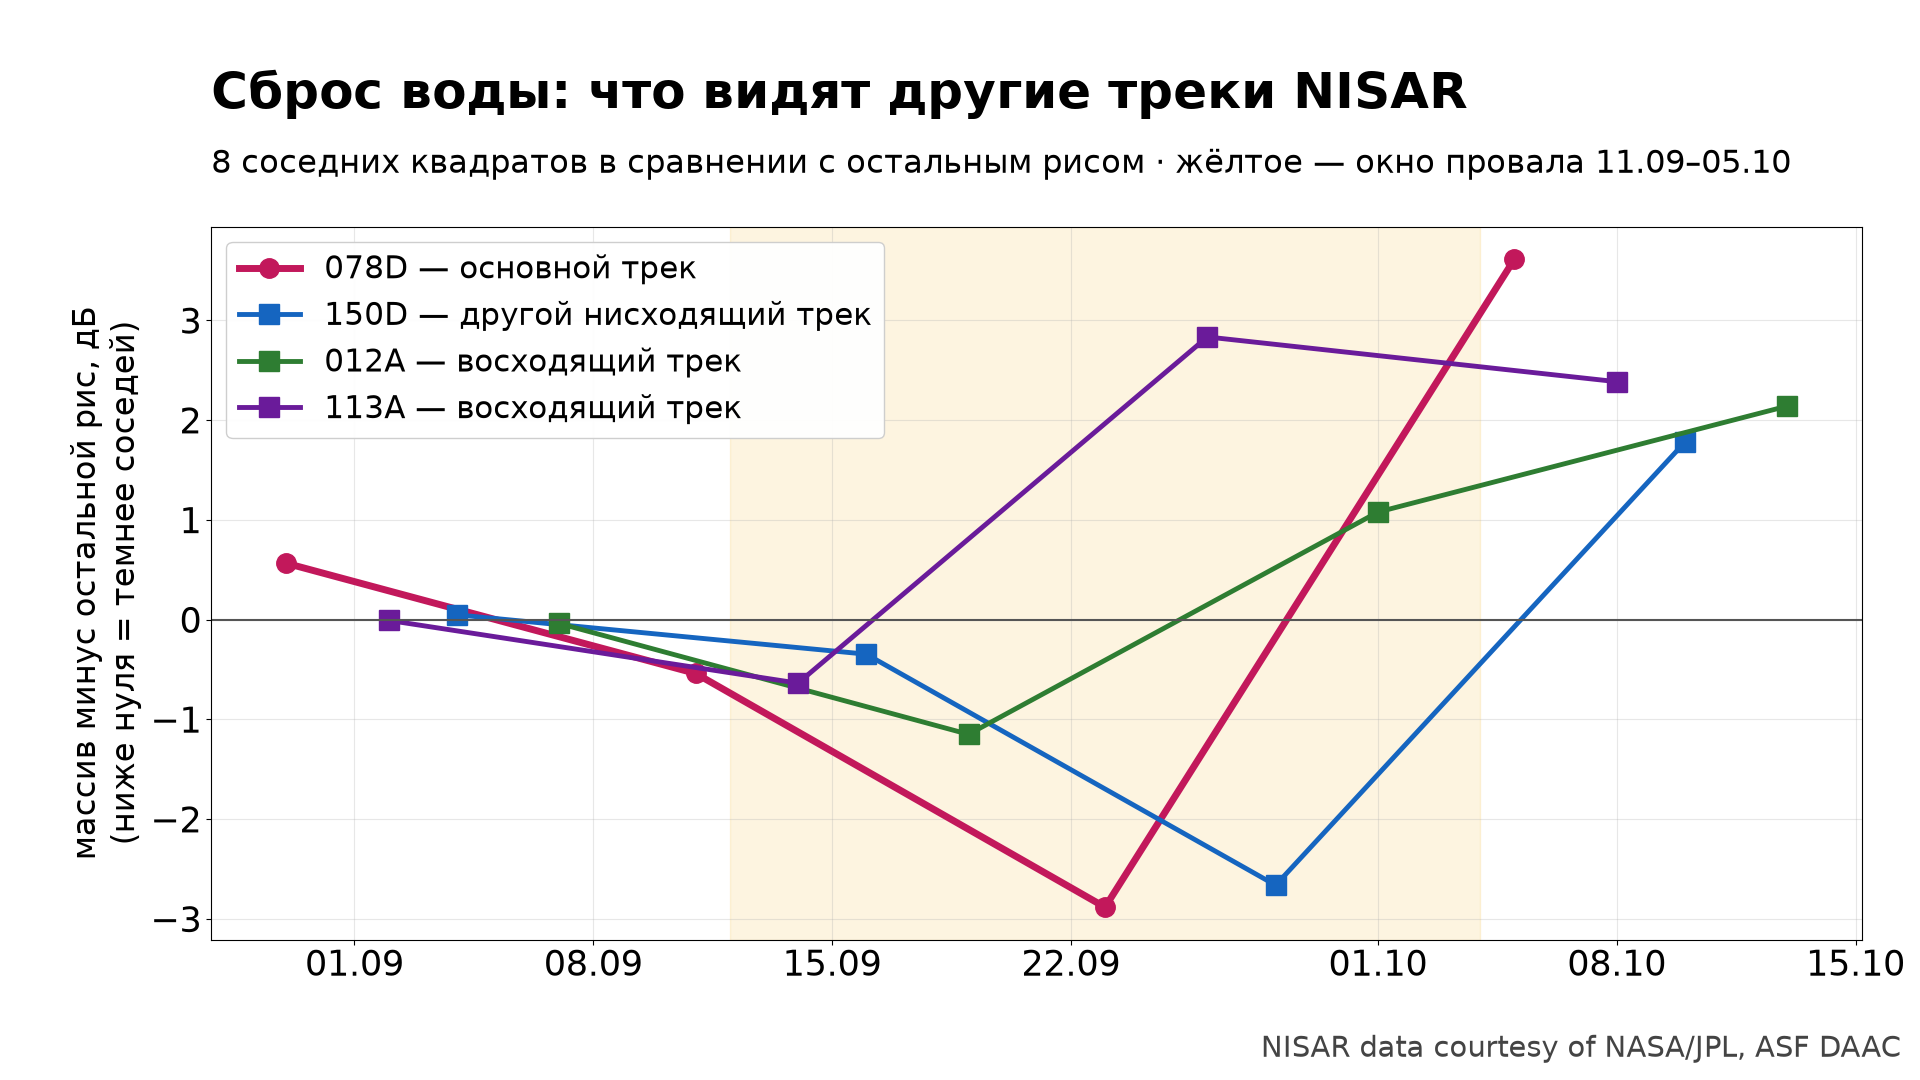 Сброс воды: что видят другие треки NISAR
8 соседних квадратов в сравнении с остальным рисом · жёлтое — окно провала 11.09–05.10
078D — основной трек
150D — другой нисходящий трек
012A — восходящий трек
113A — восходящий трек
массив минус остальной рис, дБ
(ниже нуля = темнее соседей)
3
2
1
0
−1
−2
−3
01.09 08.09 15.09 22.09 01.10 08.10 15.10
NISAR data courtesy of NASA/JPL, ASF DAAC